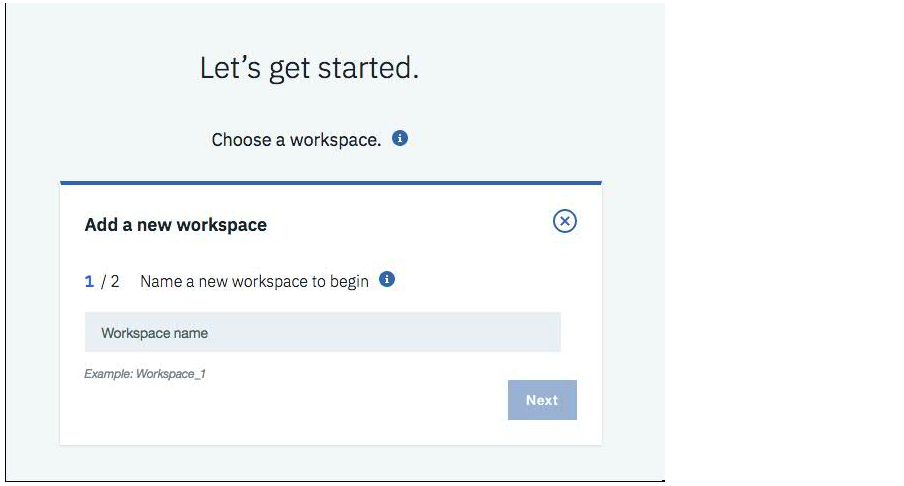 Let's get started.
Choose a workspace.
Add a new workspace
1 / 2 Name a new workspace to begin
Workspace name
Example: Workspace_1
Next